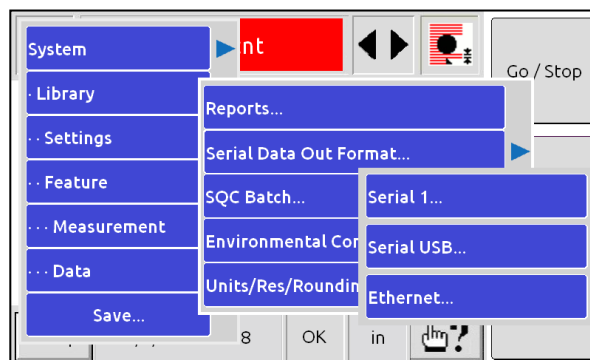 System
nt
Go / Stop
· Library
Reports...
·· Settings
Serial Data Out Format...
·· Feature
SQC Batch...
Serial 1...
··· Measurement
Environmental Cor
Serial USB...
··· Data
Units/Res/Roundin
Ethernet...
Save...
8 OK in ?